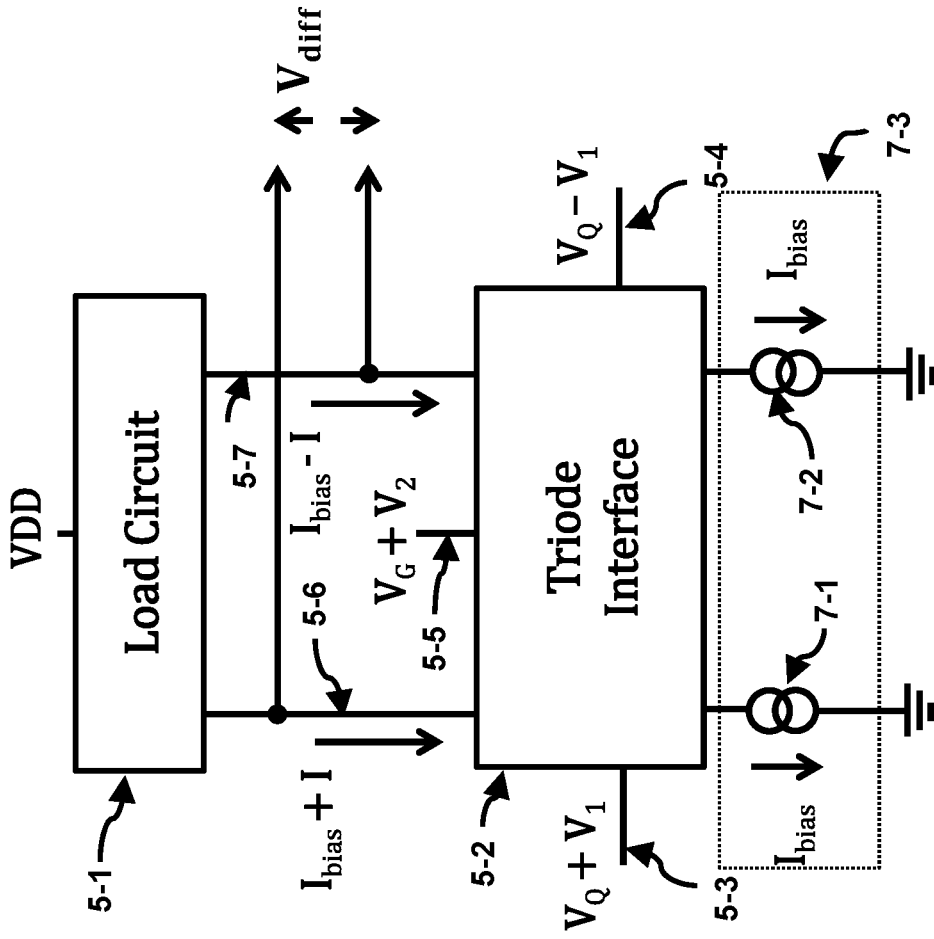 VDD
Load Circuit
5-1
V_diff
5-7
I_bias - I
V_G + V_2
5-6
5-5
I_bias + I
Triode
Interface
5-2
V_Q + V_1
5-3
V_Q − V_1
5-4
7-3
I_bias
7-2
7-1
I_bias